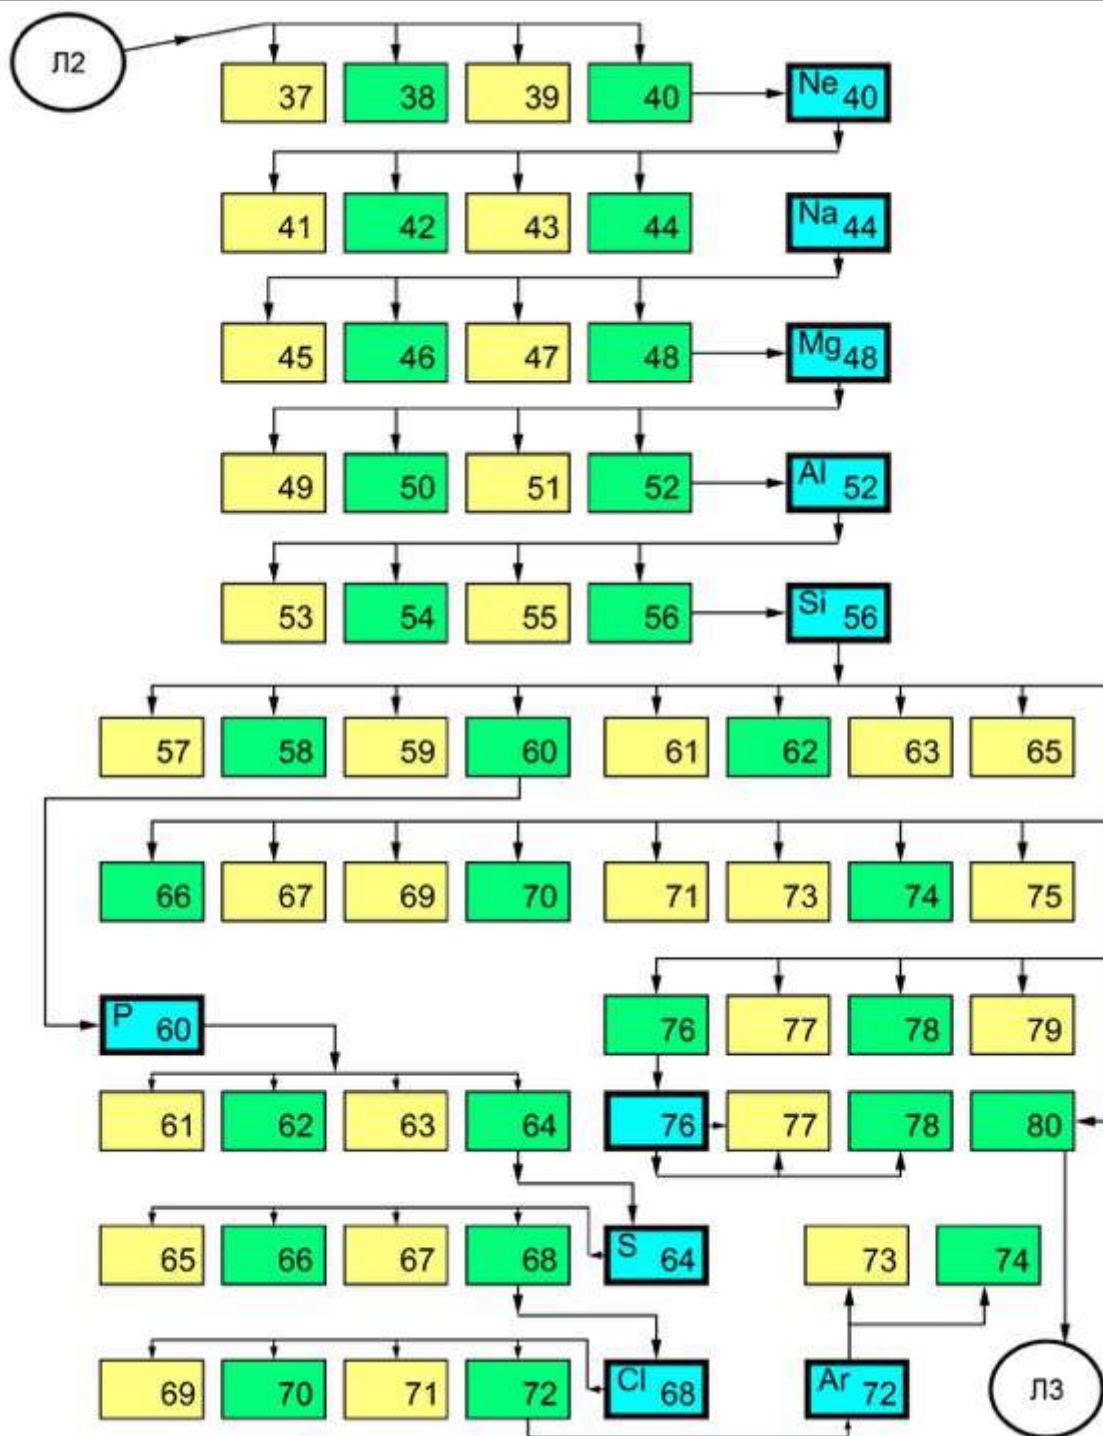 Л2
37 38 39 40 Ne 40
41 42 43 44 Na 44
45 46 47 48 Mg 48
49 50 51 52 Al 52
53 54 55 56 Si 56
57 58 59 60 61 62 63 65
66 67 69 70 71 73 74 75
P 60 76 77 78 79
61 62 63 64 76 77 78 80
65 66 67 68 S 64 73 74
69 70 71 72 Cl 68 Ar 72 Л3